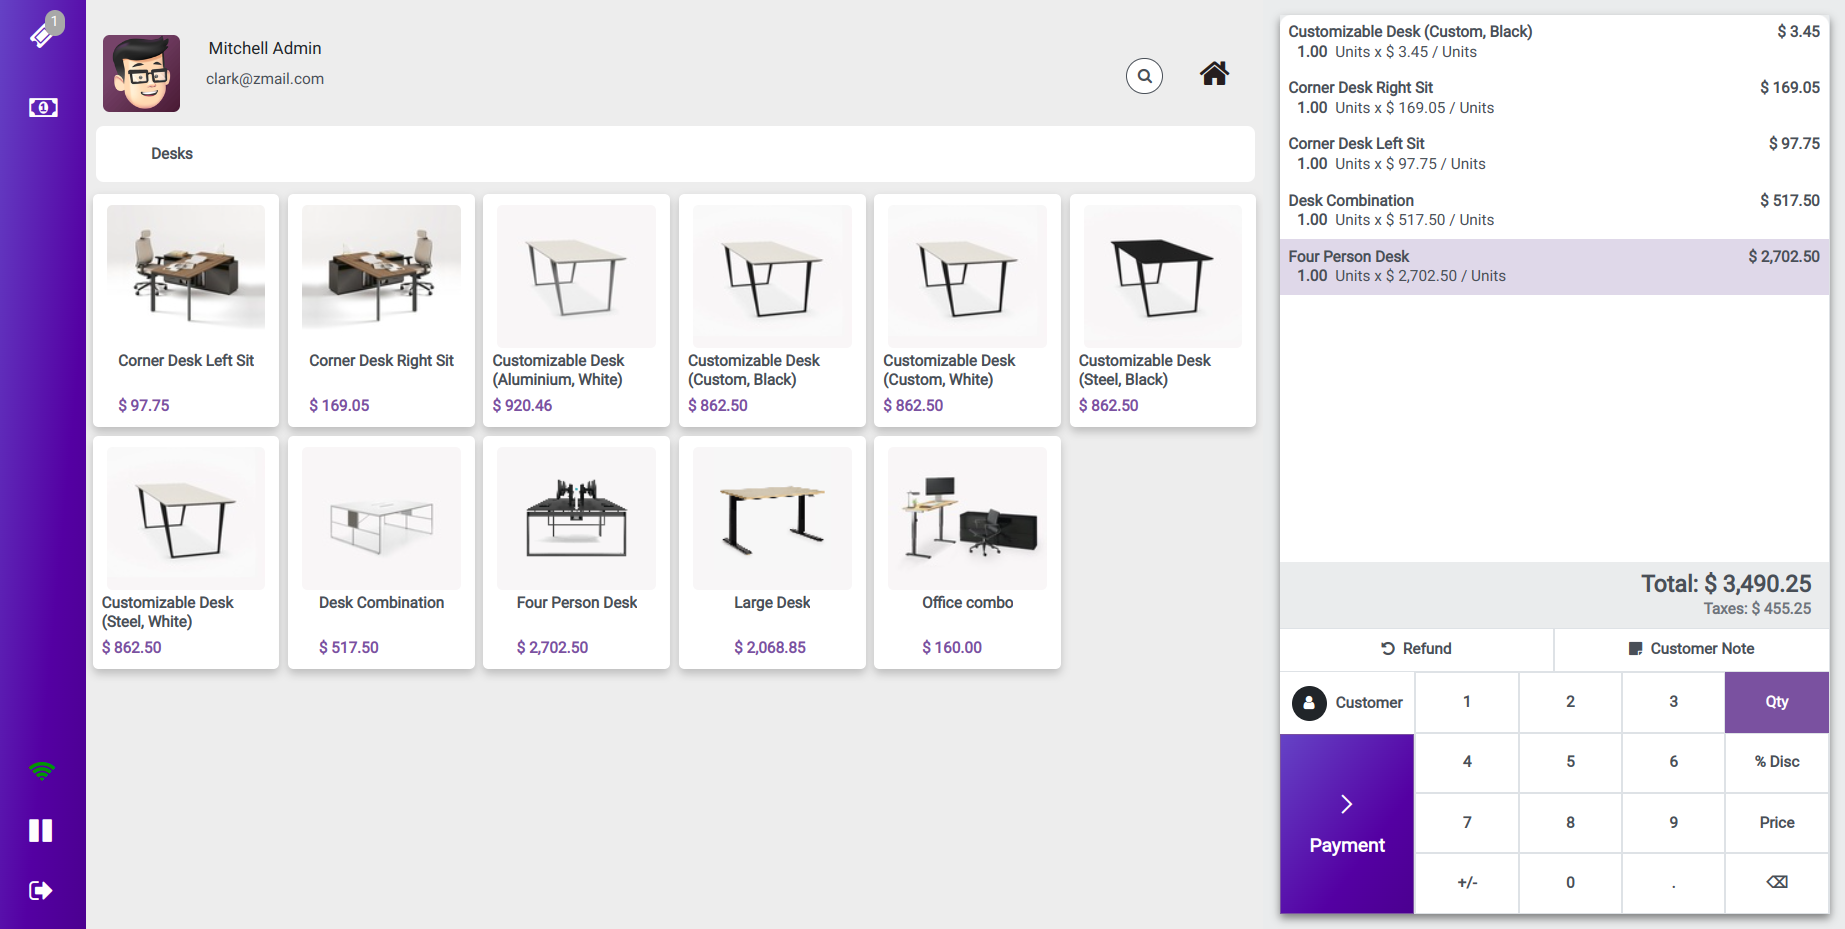 1
Mitchell Admin
clark@zmail.com
Desks
Corner Desk Left Sit
$ 97.75
Corner Desk Right Sit
$ 169.05
Customizable Desk
(Aluminium, White)
$ 920.46
Customizable Desk
(Custom, Black)
$ 862.50
Customizable Desk
(Custom, White)
$ 862.50
Customizable Desk
(Steel, Black)
$ 862.50
Customizable Desk
(Steel, White)
$ 862.50
Desk Combination
$ 517.50
Four Person Desk
$ 2,702.50
Large Desk
$ 2,068.85
Office combo
$ 160.00
Customizable Desk (Custom, Black) $ 3.45
1.00 Units x $ 3.45 / Units
Corner Desk Right Sit $ 169.05
1.00 Units x $ 169.05 / Units
Corner Desk Left Sit $ 97.75
1.00 Units x $ 97.75 / Units
Desk Combination $ 517.50
1.00 Units x $ 517.50 / Units
Four Person Desk $ 2,702.50
1.00 Units x $ 2,702.50 / Units
Total: $ 3,490.25
Taxes: $ 455.25
Refund Customer Note
Customer 1 2 3 Qty
4 5 6 % Disc
7 8 9 Price
Payment
+/- 0 . ⌫